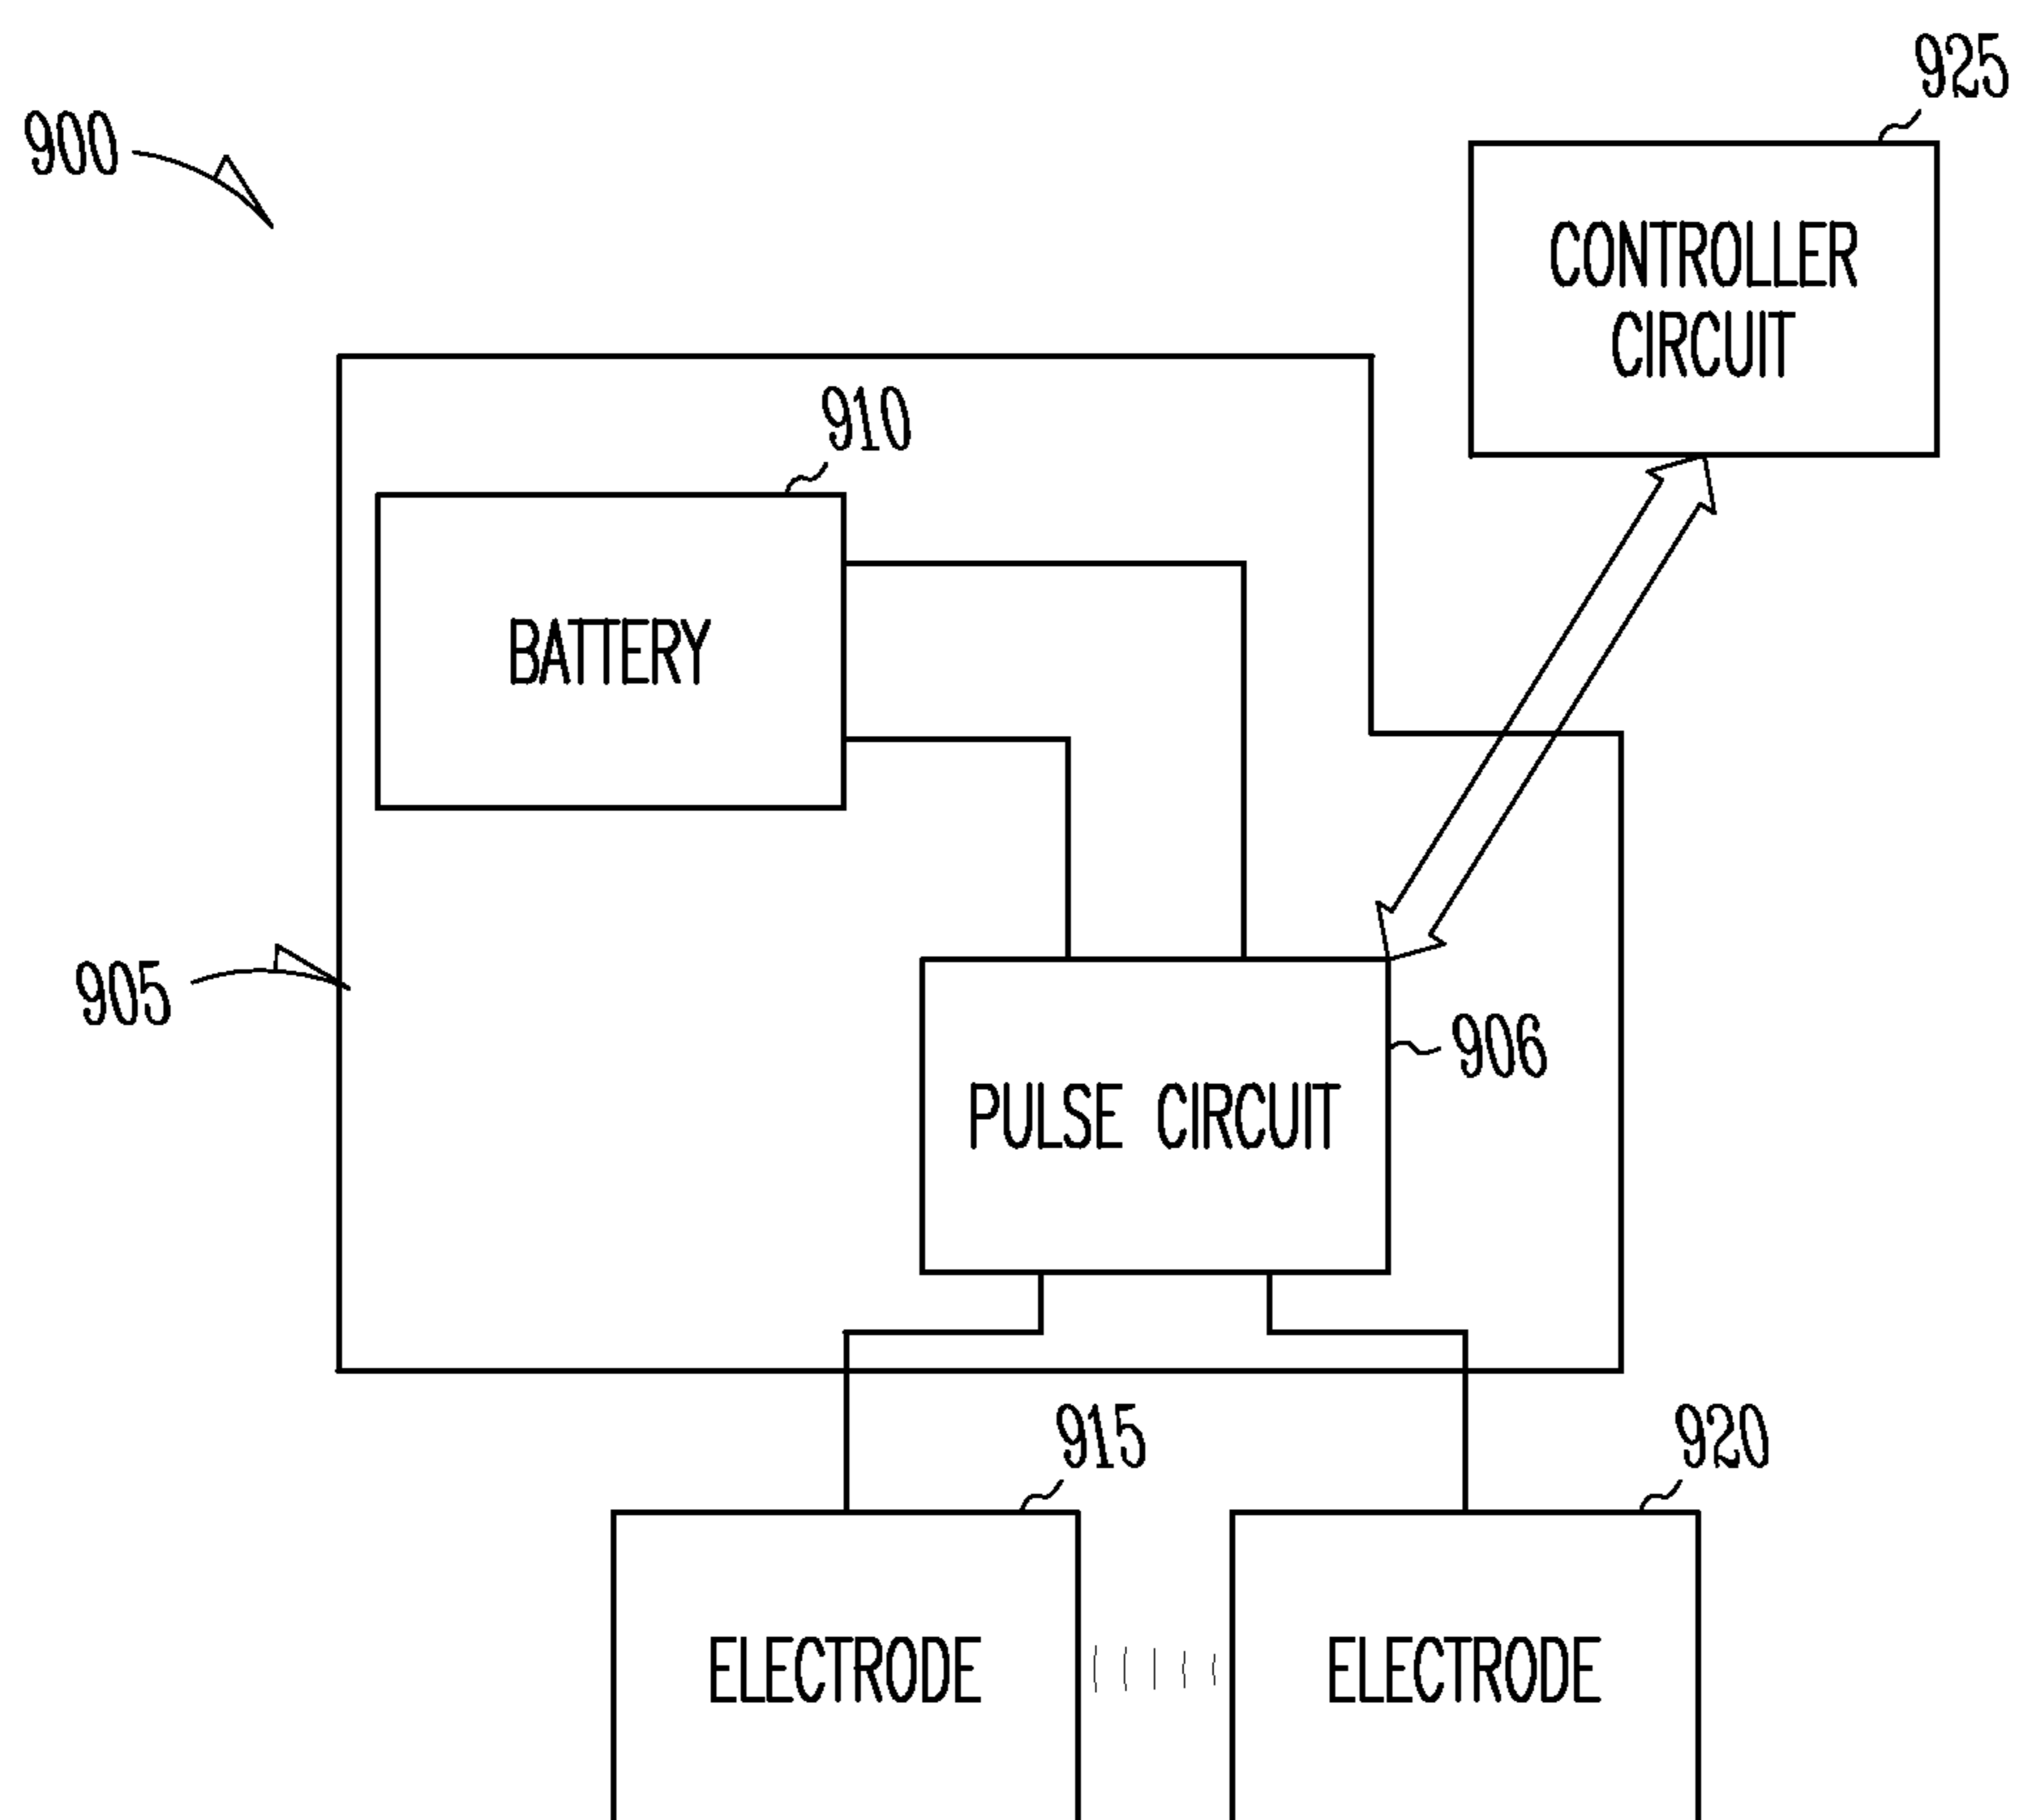 925
900
CONTROLLER
CIRCUIT
910
BATTERY
905
906
PULSE CIRCUIT
915
920
ELECTRODE
ELECTRODE